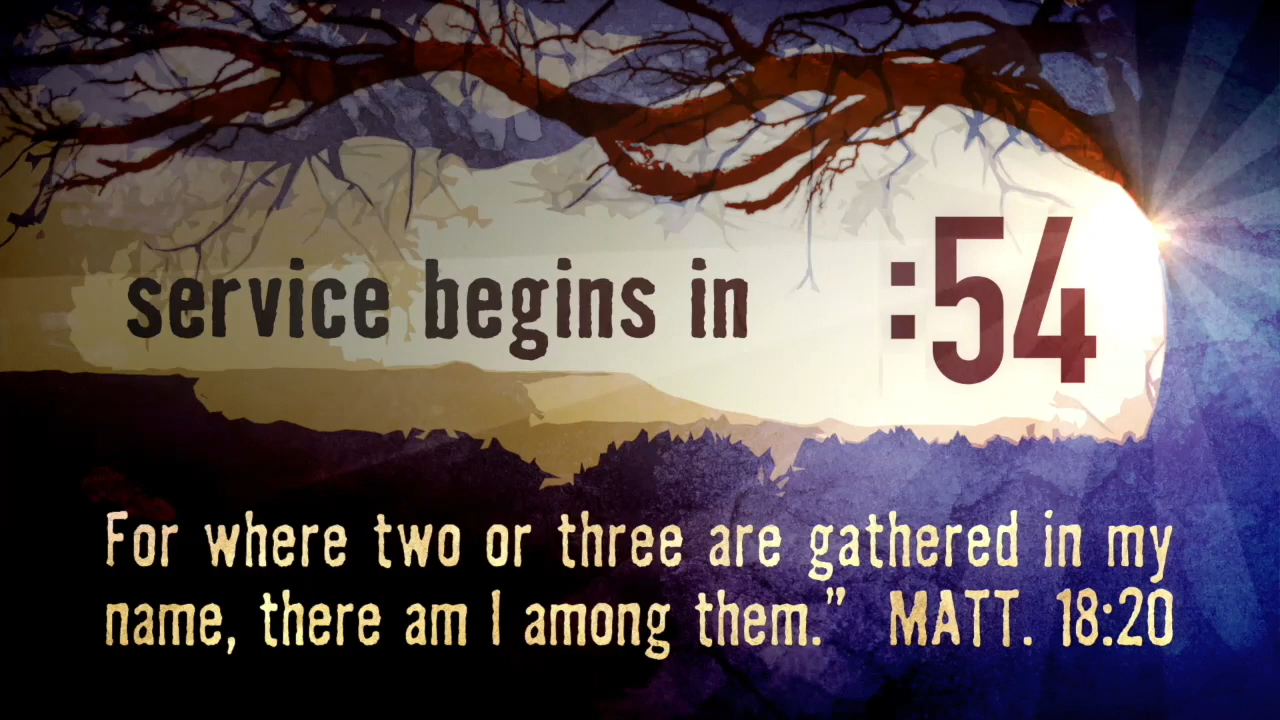 service begins in :54
For where two or three are gathered in my
name, there am I among them.” MATT. 18:20